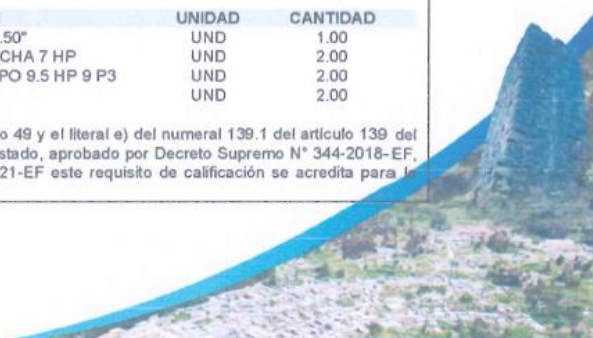 UNIDAD CANTIDAD
.50" UND 1.00
CHA 7 HP UND 2.00
PO 9.5 HP 9 P3 UND 2.00
UND 2.00
o 49 y el literal e) del numeral 139.1 del artículo 139 del
stado, aprobado por Decreto Supremo N° 344-2018-EF,
21-EF este requisito de calificación se acredita para